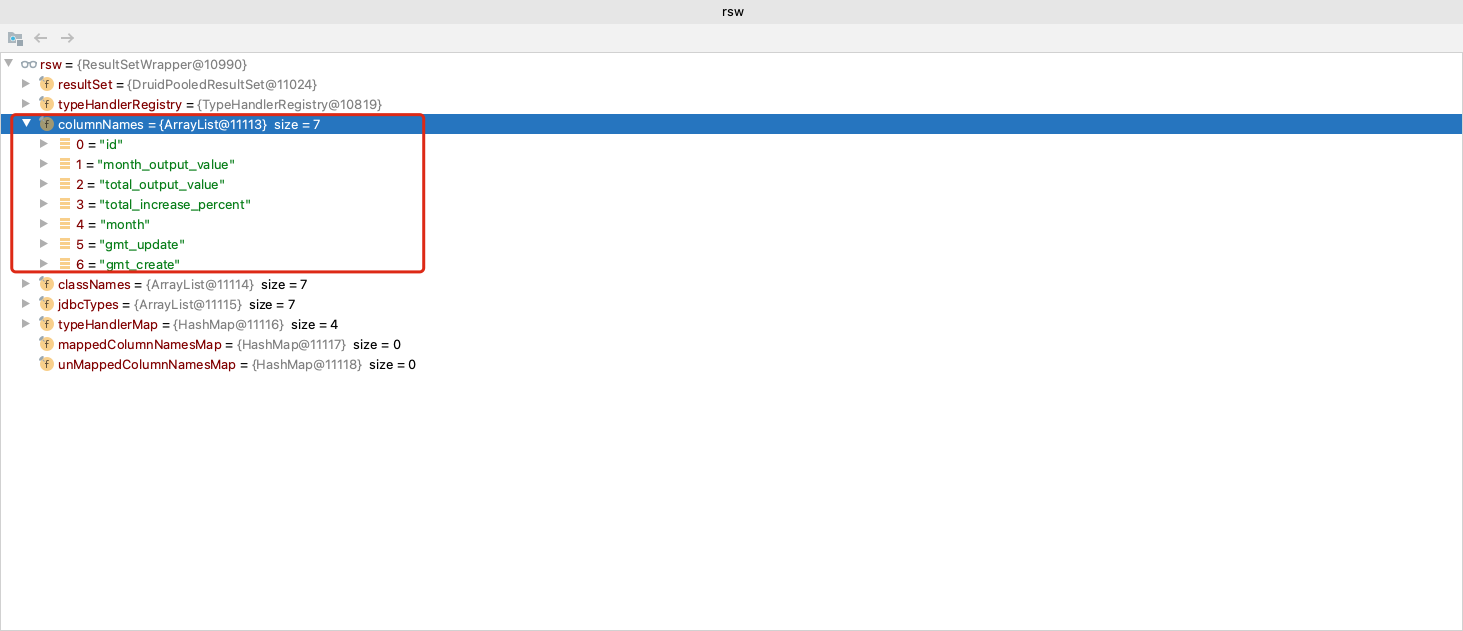 rsw
rsw = {ResultSetWrapper@10990}
resultSet = {DruidPooledResultSet@11024}
typeHandlerRegistry = {TypeHandlerRegistry@10819}
columnNames = {ArrayList@11113} size = 7
0 = "id"
1 = "month_output_value"
2 = "total_output_value"
3 = "total_increase_percent"
4 = "month"
5 = "gmt_update"
6 = "gmt_create"
classNames = {ArrayList@11114} size = 7
jdbcTypes = {ArrayList@11115} size = 7
typeHandlerMap = {HashMap@11116} size = 4
mappedColumnNamesMap = {HashMap@11117} size = 0
unMappedColumnNamesMap = {HashMap@11118} size = 0